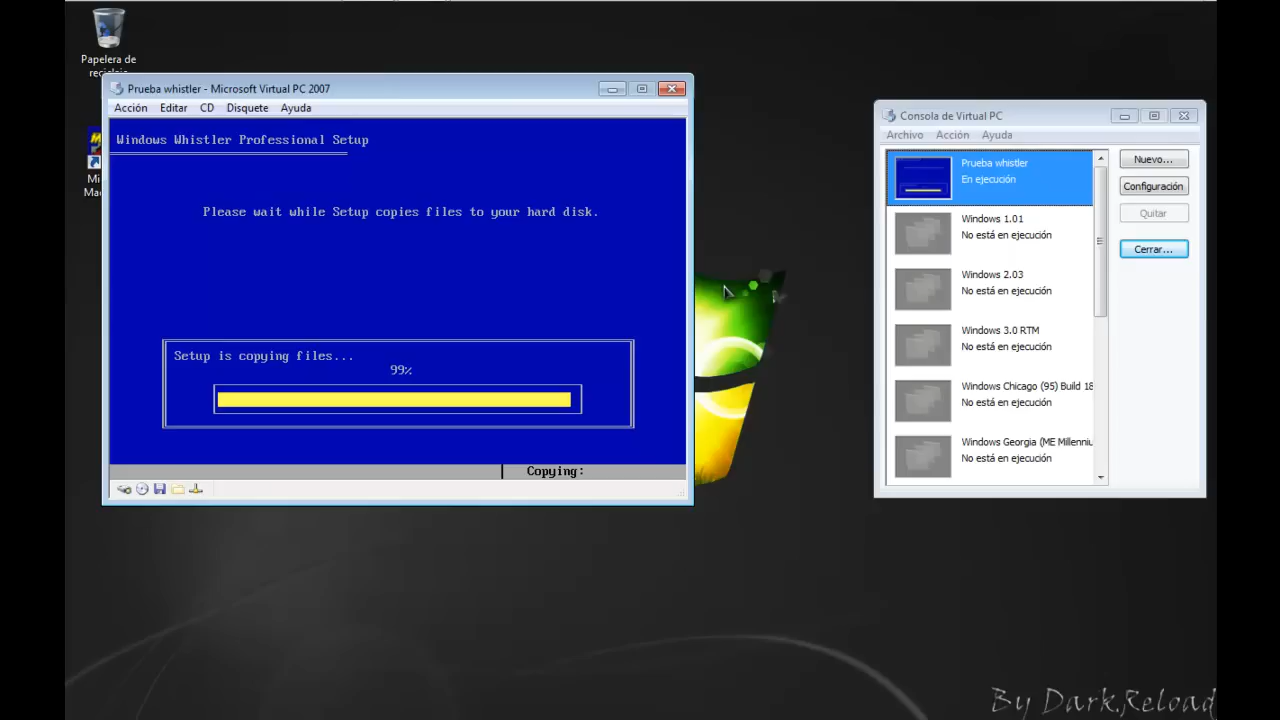 Papelera de
Prueba whistler - Microsoft Virtual PC 2007
Acción Editar CD Disquete Ayuda
Windows Whistler Professional Setup
Please wait while Setup copies files to your hard disk.
Setup is copying files...
99%
Copying:
Consola de Virtual PC
Archivo Acción Ayuda
Prueba whistler
En ejecución
Windows 1.01
No está en ejecución
Windows 2.03
No está en ejecución
Windows 3.0 RTM
No está en ejecución
Windows Chicago (95) Build 18
No está en ejecución
Windows Georgia (ME Millenniu
No está en ejecución
Nuevo...
Configuración
Quitar
Cerrar...
By Dark.Reload